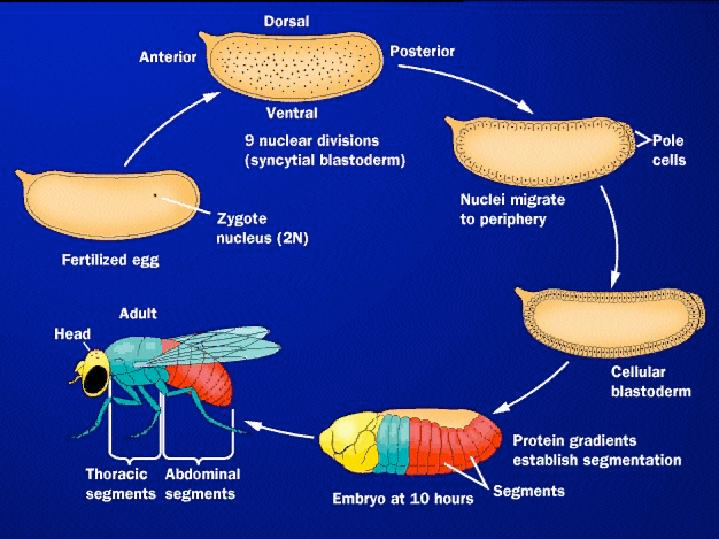 Dorsal
Anterior
Posterior
Ventral
9 nuclear divisions
(syncytial blastoderm)
Pole
cells
Nuclei migrate
to periphery
Zygote
nucleus (2N)
Fertilized egg
Adult
Head
Cellular
blastoderm
Protein gradients
establish segmentation
Thoracic
segments
Abdominal
segments
Segments
Embryo at 10 hours